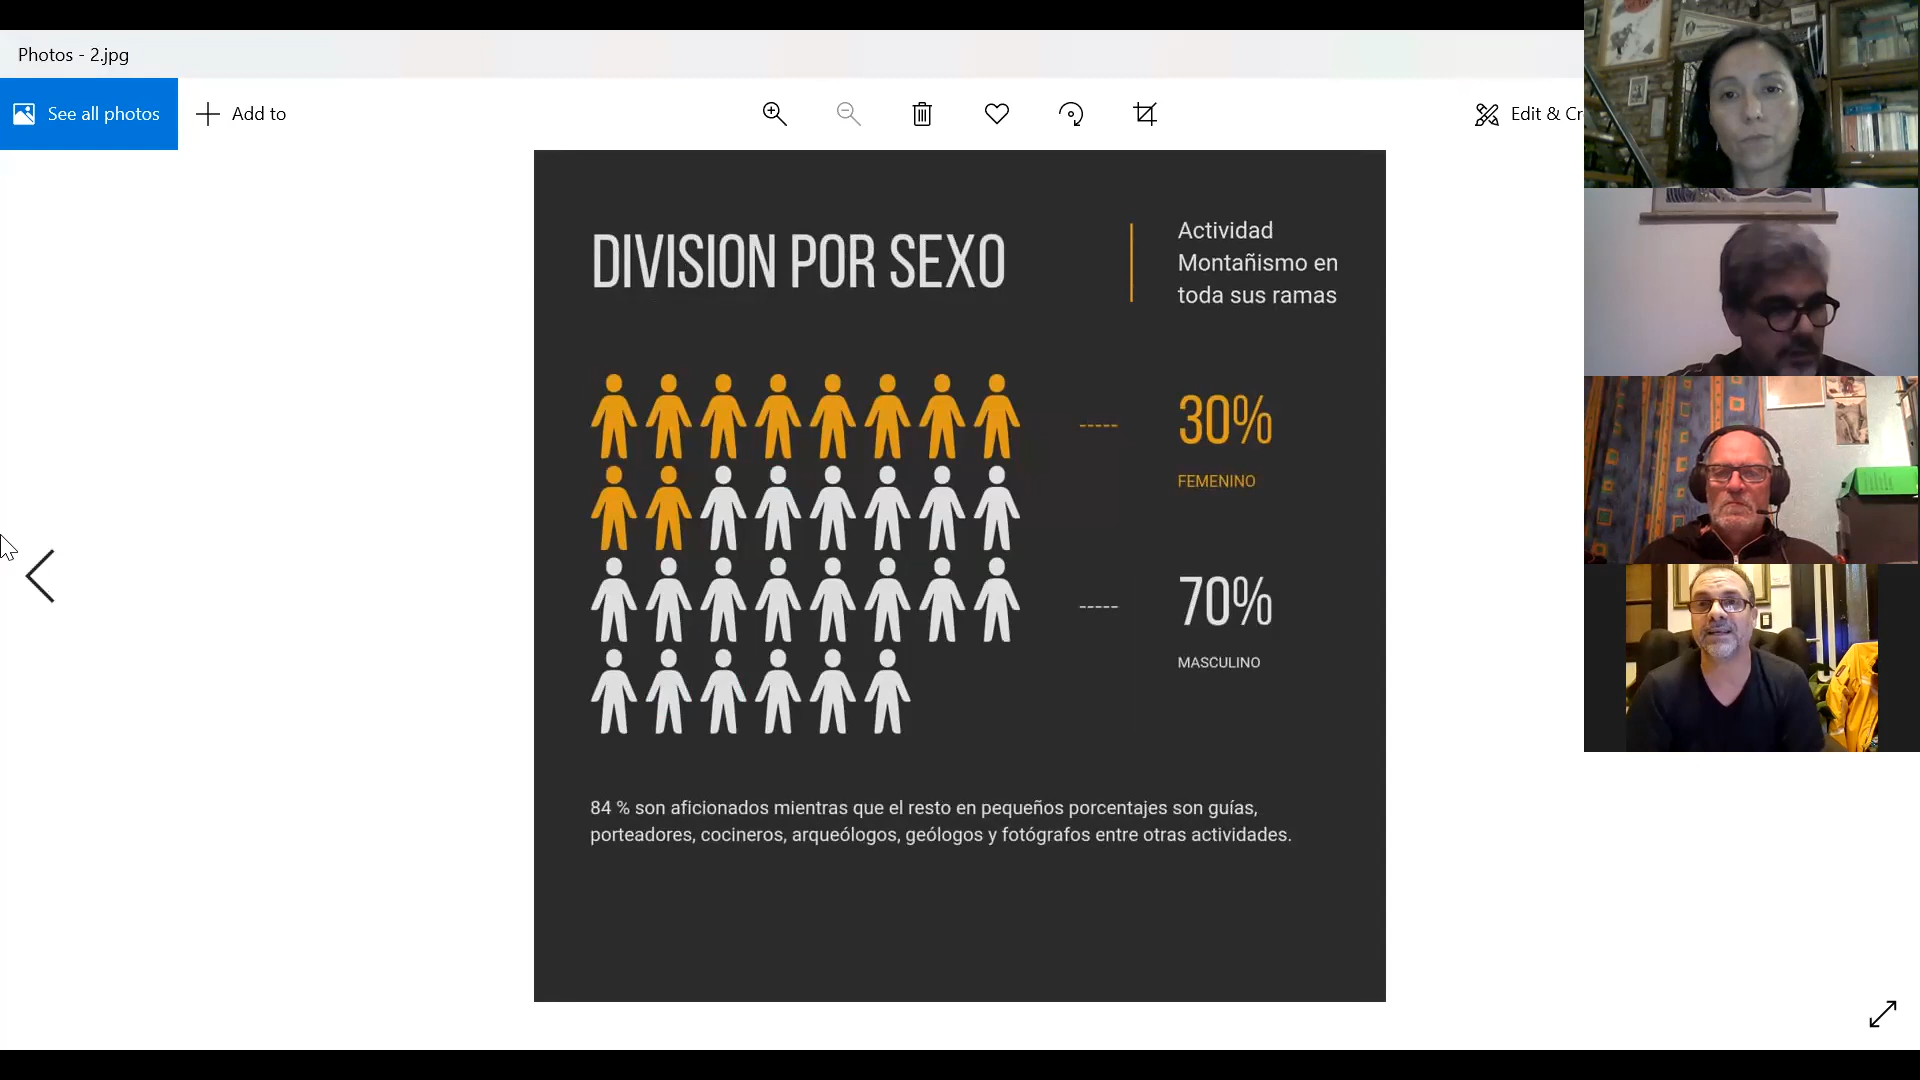 Photos - 2.jpg
See all photos
Add to
Edit & Cr
DIVISION POR SEXO
Actividad
Montañismo en
toda sus ramas
30%
FEMENINO
70%
MASCULINO
84 % son aficionados mientras que el resto en pequeños porcentajes son guías,
porteadores, cocineros, arqueólogos, geólogos y fotógrafos entre otras actividades.